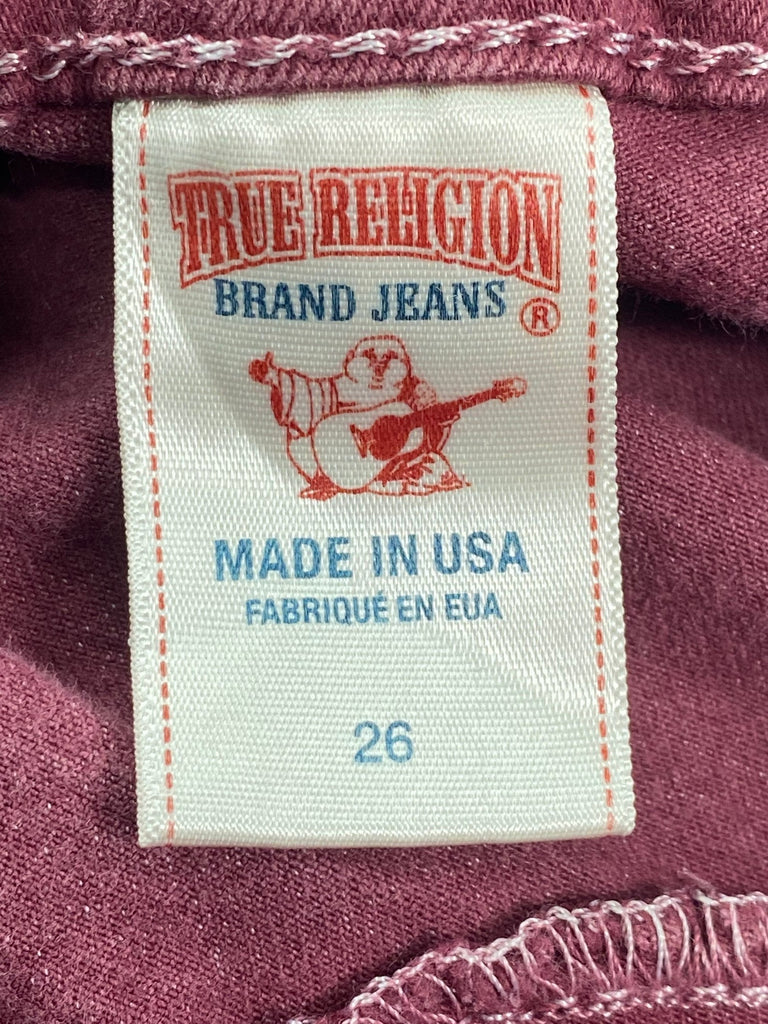 TRUE RELIGION
BRAND JEANS ®
MADE IN USA
FABRIQUÉ EN EUA
26